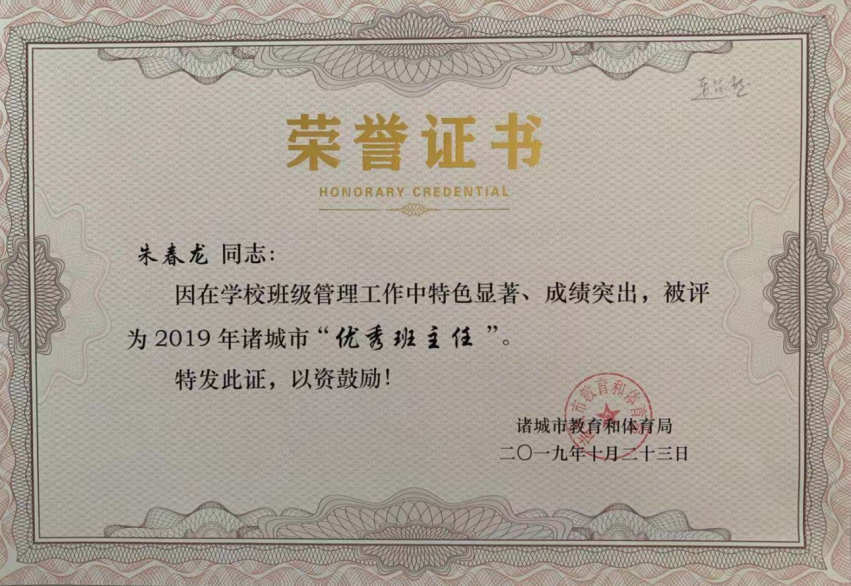 荣誉证书
HONORARY CREDENTIAL
朱春龙 同志:
因在学校班级管理工作中特色显著、成绩突出，被评
为 2019 年诸城市“优秀班主任”。
特发此证，以资鼓励！
诸城市教育和体育局
二〇一九年十月二十三日